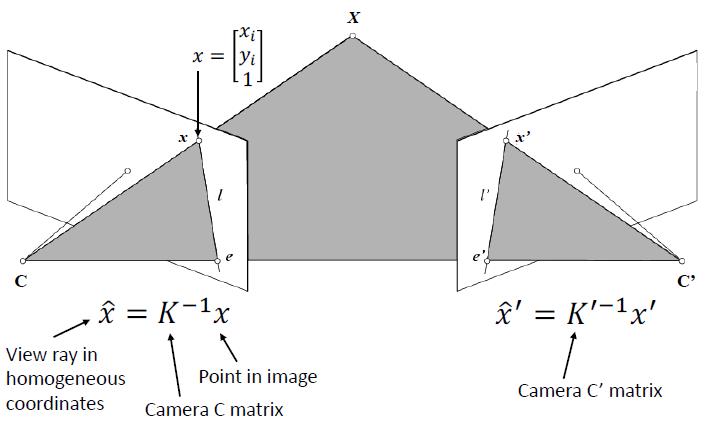 X
x = [x_i y_i 1]
x
x'
l
l'
e
e'
C
C'
x̂ = K⁻¹x
x̂′ = K′⁻¹x′
View ray in
homogeneous
coordinates
Point in image
Camera C matrix
Camera C’ matrix